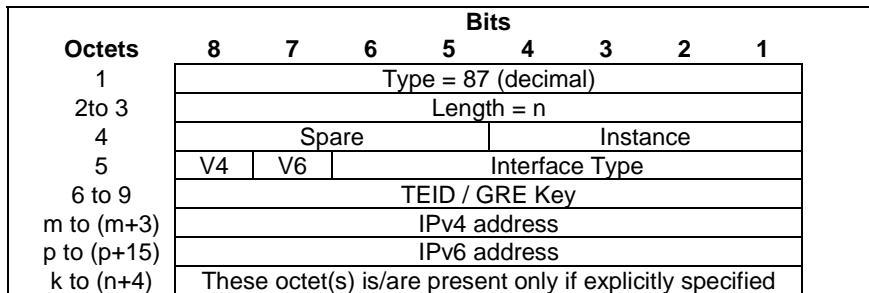 Bits
Octets 8 7 6 5 4 3 2 1
1 Type = 87 (decimal)
2to 3 Length = n
4 Spare Instance
5 V4 V6 Interface Type
6 to 9 TEID / GRE Key
m to (m+3) IPv4 address
p to (p+15) IPv6 address
k to (n+4) These octet(s) is/are present only if explicitly specified